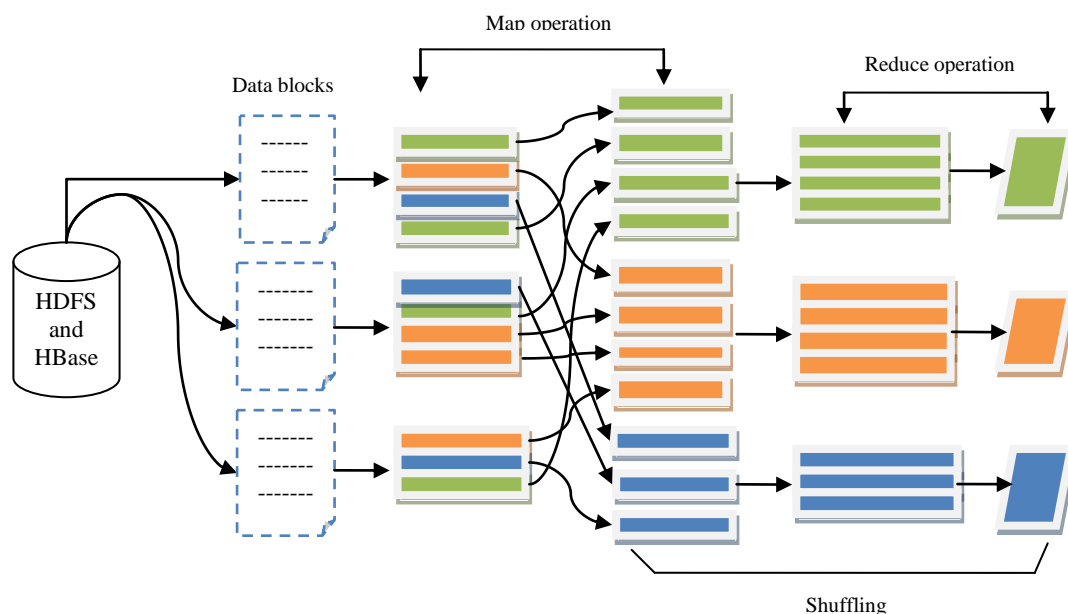 Map operation
Reduce operation
Data blocks
HDFS
and
HBase
Shuffling